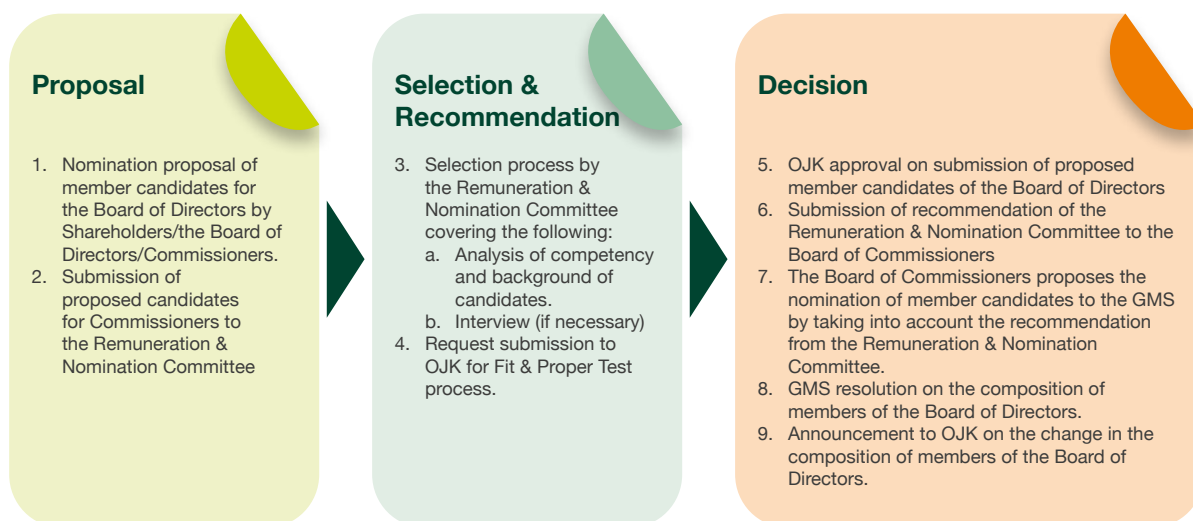 Proposal
1. Nomination proposal of
member candidates for
the Board of Directors by
Shareholders/the Board of
Directors/Commissioners.
2. Submission of
proposed candidates
for Commissioners to
the Remuneration &
Nomination Committee
Selection &
Recommendation
3. Selection process by
the Remuneration &
Nomination Committee
covering the following:
a. Analysis of competency
and background of
candidates.
b. Interview (if necessary)
4. Request submission to
OJK for Fit & Proper Test
process.
Decision
5. OJK approval on submission of proposed
member candidates of the Board of Directors
6. Submission of recommendation of the
Remuneration & Nomination Committee to the
Board of Commissioners
7. The Board of Commissioners proposes the
nomination of member candidates to the GMS
by taking into account the recommendation
from the Remuneration & Nomination
Committee.
8. GMS resolution on the composition of
members of the Board of Directors.
9. Announcement to OJK on the change in the
composition of members of the Board of
Directors.